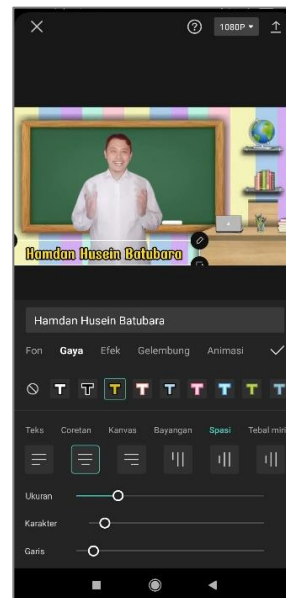 1080P
Hamdan Husein Batubara
Hamdan Husein Batubara
Fon Gaya Efek Gelembung Animasi
T T T T T T T T T
Teks Coretan Kanvas Bayangan Spasi Tebal miri
Ukuran
Karakter
Garis